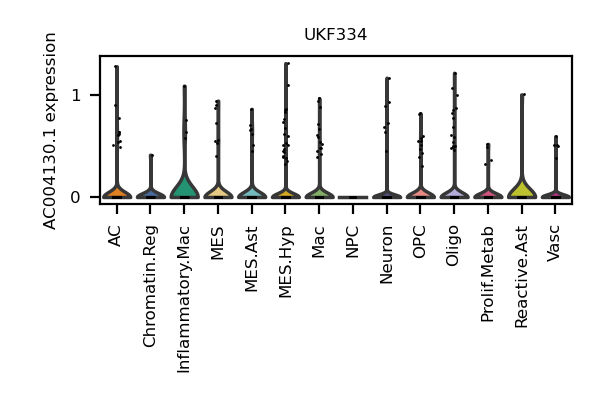 UKF334
AC004130.1 expression
1
0
AC
Chromatin.Reg
Inflammatory.Mac
MES
MES.Ast
MES.Hyp
Mac
NPC
Neuron
OPC
Oligo
Prolif.Metab
Reactive.Ast
Vasc